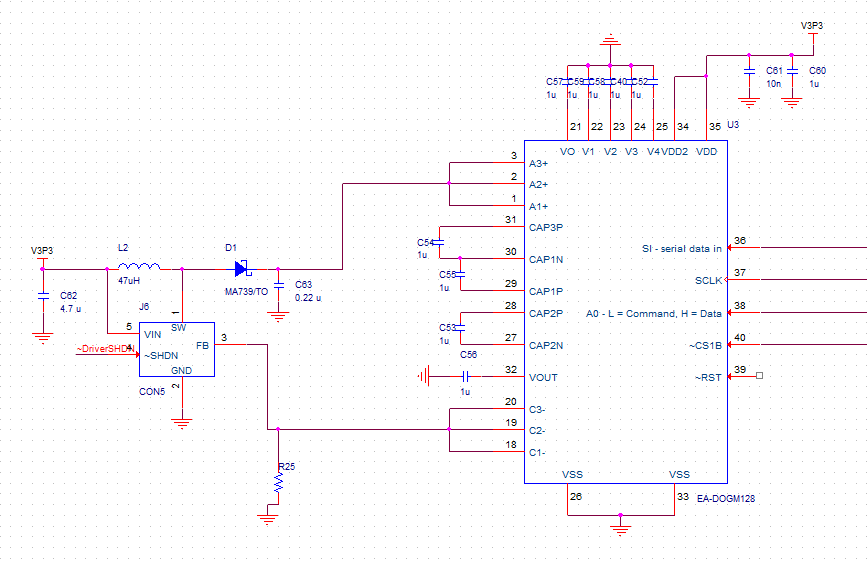 V3P3
C57 C59 C58 C40 C52
1u 1u 1u 1u 1u
C61
10n
C60
1u
21 22 23 24 25 34 35 U3
VO V1 V2 V3 V4 VDD2 VDD
3 A3+
2 A2+
1 A1+
31 CAP3P
C54
1u
30 CAP1N
C55
1u
29 CAP1P
28 CAP2P
C53
1u
27 CAP2N
C56
1u
32 VOUT
20 C3-
19 C2-
18 C1-
SI - serial data in 36
SCLK 37
A0 - L = Command, H = Data 38
~CS1B 40
~RST 39
VSS VSS
26 33 EA-DOGM128
V3P3
L2
47uH
D1
MA739/TO
C62
4.7 u
C63
0.22 u
J6
1
SW
5 VIN
FB 3
~DriverSHDN
4 ~SHDN
GND
2
CON5
R25